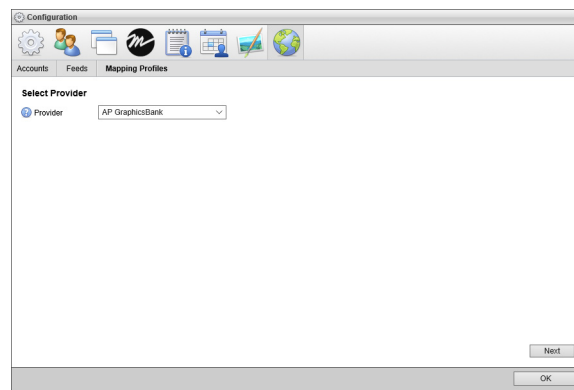 Configuration
Accounts Feeds Mapping Profiles
Select Provider
Provider AP GraphicsBank
Next
OK